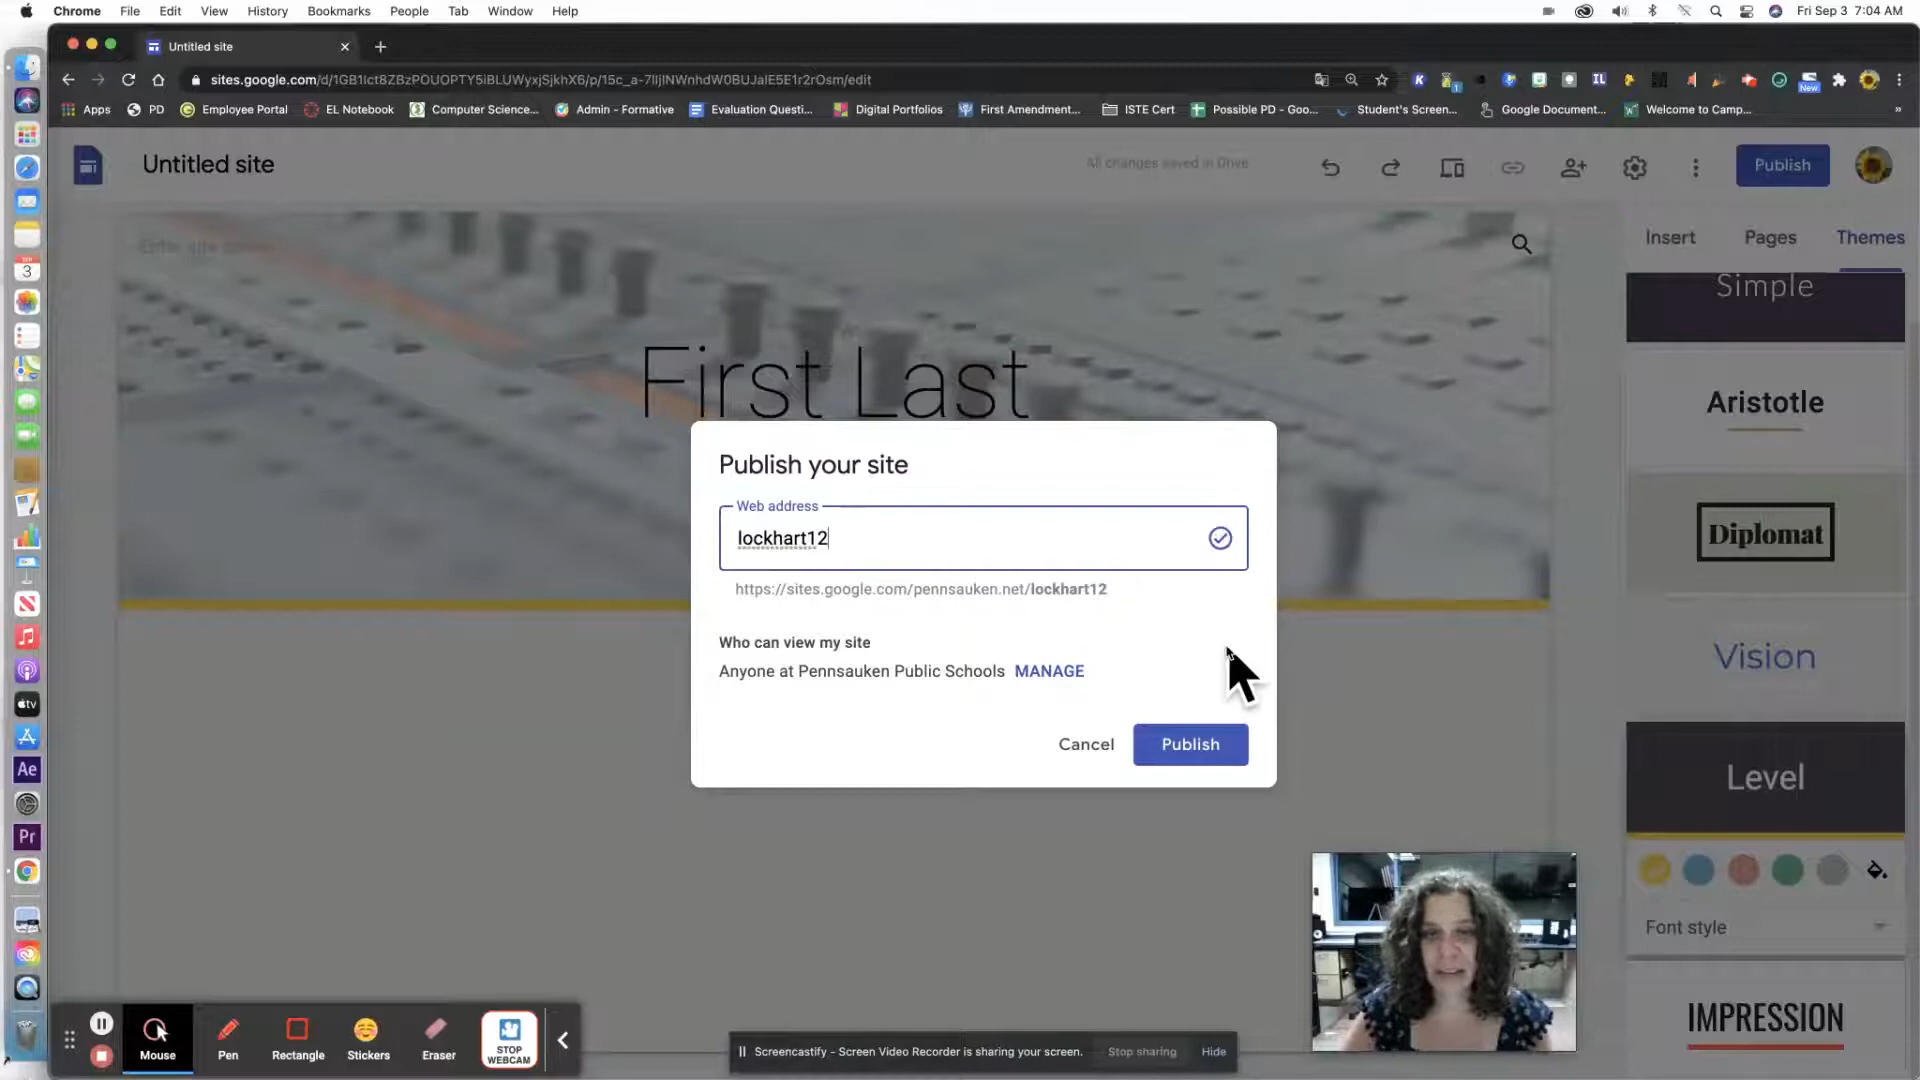 Chrome File Edit View History Bookmarks People Tab Window Help Fri Sep 3 7:04 AM
Untitled site
sites.google.com
New
Apps PD Employee Portal EL Notebook Computer Science... Admin - Formative Evaluation Questi... Digital Portfolios First Amendment... ISTE Cert Possible PD - Goo... Student's Screen... Google Document... Welcome to Camp... »
Untitled site All changes saved in Drive Publish
Insert Pages Themes
Simple
First Last
Aristotle
Publish your site
Web address
lockhart12
https://sites.google.com/pennsauken.net/lockhart12
Diplomat
Who can view my site
Anyone at Pennsauken Public Schools MANAGE
Vision
Cancel Publish
Level
Font style
IMPRESSION
SEP
3
tv
Ae
Pr
Mouse Pen Rectangle Stickers Eraser STOP WEBCAM
Screencastify - Screen Video Recorder is sharing your screen. Stop sharing Hide